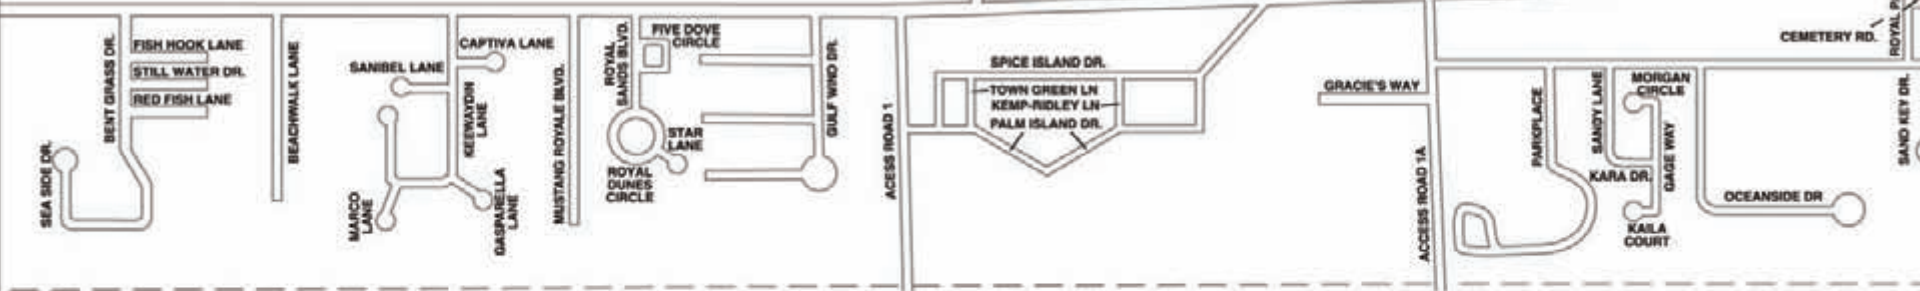 FISH HOOK LANE
STILL WATER DR.
RED FISH LANE
BENT GRASS DR.
SEA SIDE DR.
BEACHWALK LANE
SANIBEL LANE
CAPTIVA LANE
KEEWAYDIN
LANE
MARCO
LANE
GASPARELLA
LANE
MUSTANG ROYALE BLVD.
ROYAL
SANDS BLVD.
FIVE DOVE
CIRCLE
STAR
LANE
ROYAL
DUNES
CIRCLE
GULF WIND DR.
ACESS ROAD 1
SPICE ISLAND DR.
TOWN GREEN LN
KEMP-RIDLEY LN
PALM ISLAND DR.
GRACIE'S WAY
ACCESS ROAD 1A
PARKPLACE
SANDY LANE
MORGAN
CIRCLE
GAGE WAY
KARA DR.
KAILA
COURT
OCEANSIDE DR
CEMETERY RD.
ROYAL
SAND KEY DR.